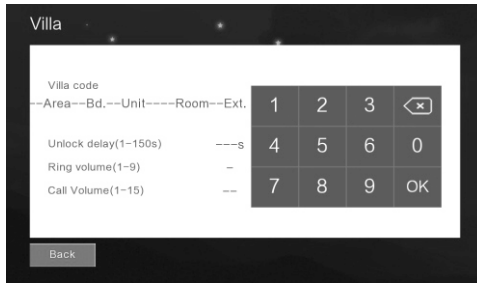 Villa
Villa code
--Area--Bd.--Unit----Room--Ext.
Unlock delay(1-150s) ---s
Ring volume(1-9) -
Call Volume(1-15) --
1 2 3
4 5 6 0
7 8 9 OK
Back